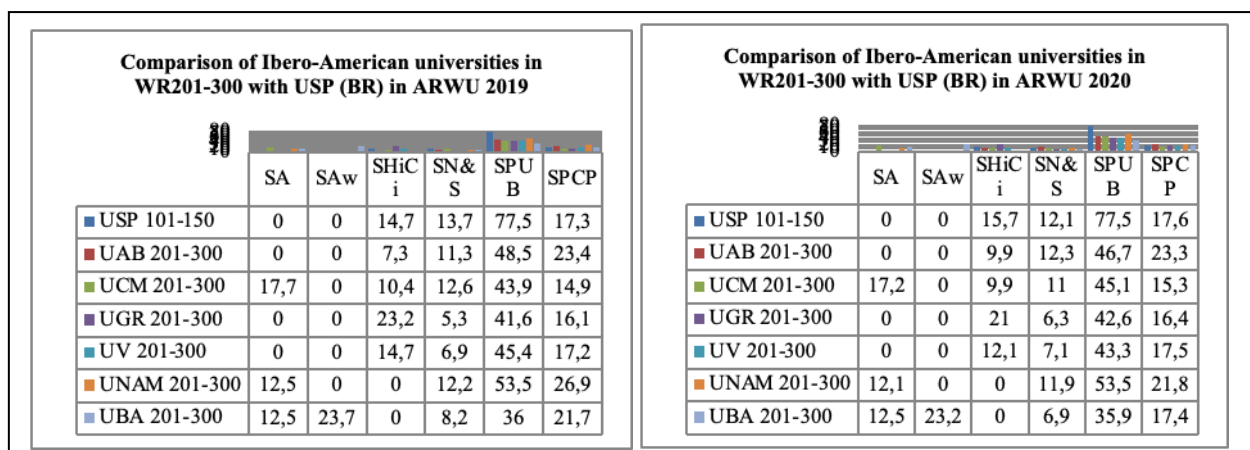 Comparison of Ibero-American universities in
WR201-300 with USP (BR) in ARWU 2019
SA SAw SHiCi SN&S SPUB SPCP
USP 101-150 0 0 14,7 13,7 77,5 17,3
UAB 201-300 0 0 7,3 11,3 48,5 23,4
UCM 201-300 17,7 0 10,4 12,6 43,9 14,9
UGR 201-300 0 0 23,2 5,3 41,6 16,1
UV 201-300 0 0 14,7 6,9 45,4 17,2
UNAM 201-300 12,5 0 0 12,2 53,5 26,9
UBA 201-300 12,5 23,7 0 8,2 36 21,7
Comparison of Ibero-American universities in
WR201-300 with USP (BR) in ARWU 2020
SA SAw SHiCi SN&S SPUB SPCP
USP 101-150 0 0 15,7 12,1 77,5 17,6
UAB 201-300 0 0 9,9 12,3 46,7 23,3
UCM 201-300 17,2 0 9,9 11 45,1 15,3
UGR 201-300 0 0 21 6,3 42,6 16,4
UV 201-300 0 0 12,1 7,1 43,3 17,5
UNAM 201-300 12,1 0 0 11,9 53,5 21,8
UBA 201-300 12,5 23,2 0 6,9 35,9 17,4